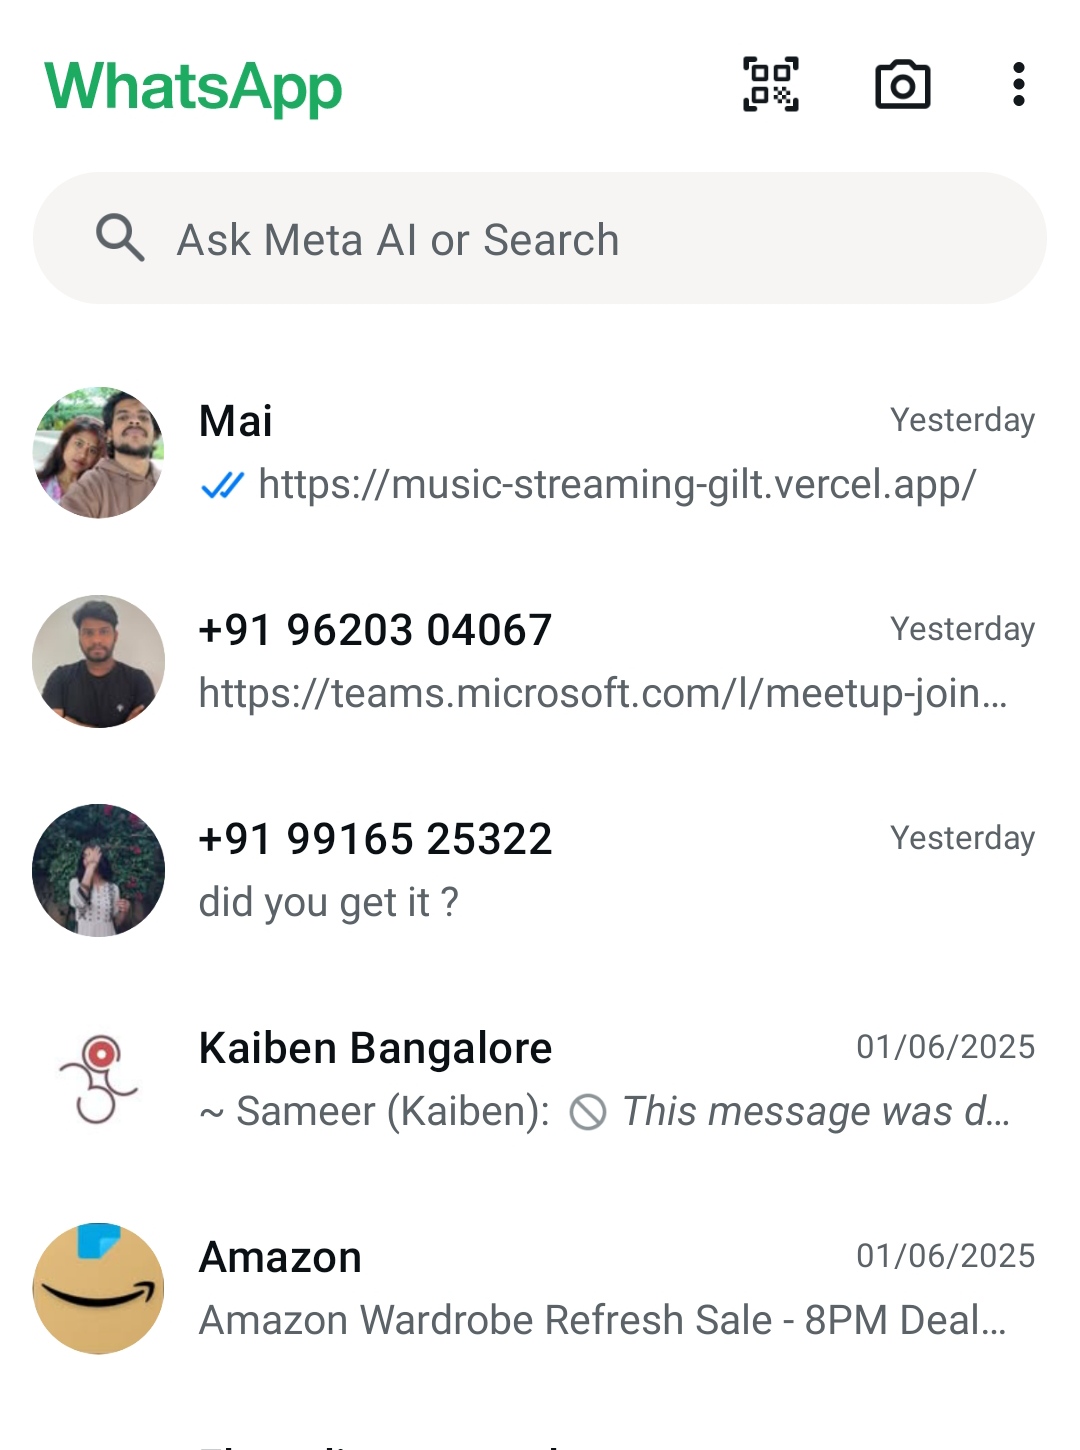 WhatsApp
Ask Meta AI or Search
Mai
Yesterday
https://music-streaming-gilt.vercel.app/
+91 96203 04067
Yesterday
https://teams.microsoft.com/l/meetup-join...
+91 99165 25322
Yesterday
did you get it ?
Kaiben Bangalore
01/06/2025
~ Sameer (Kaiben): This message was d...
Amazon
01/06/2025
Amazon Wardrobe Refresh Sale - 8PM Deal...